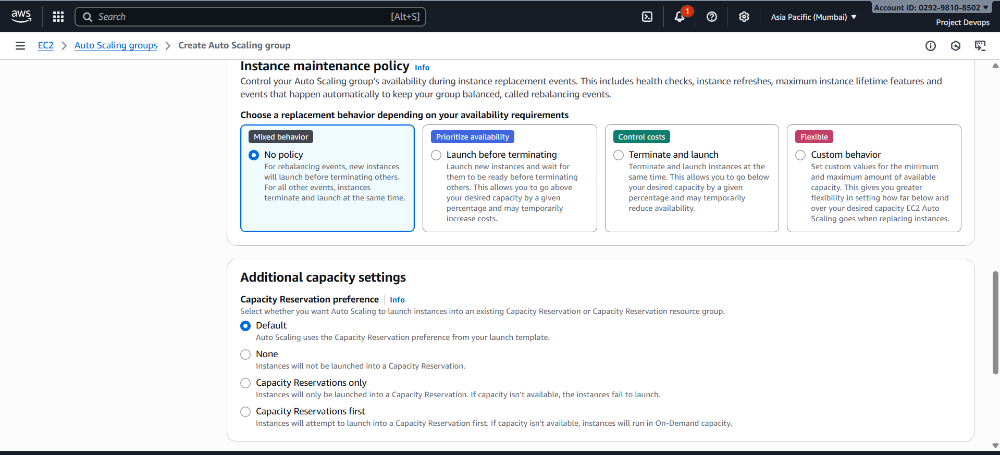 aws
Search
[Alt+S]
1
Asia Pacific (Mumbai)
Account ID: 0292-9810-8502
Project Devops
EC2
Auto Scaling groups
Create Auto Scaling group
Instance maintenance policy Info
Control your Auto Scaling group’s availability during instance replacement events. This includes health checks, instance refreshes, maximum instance lifetime features and
events that happen automatically to keep your group balanced, called rebalancing events.
Choose a replacement behavior depending on your availability requirements
Mixed behavior
No policy
For rebalancing events, new instances
will launch before terminating others.
For all other events, instances
terminate and launch at the same time.
Prioritize availability
Launch before terminating
Launch new instances and wait for
them to be ready before terminating
others. This allows you to go above
your desired capacity by a given
percentage and may temporarily
increase costs.
Control costs
Terminate and launch
Terminate and launch instances at the
same time. This allows you to go below
your desired capacity by a given
percentage and may temporarily
reduce availability.
Flexible
Custom behavior
Set custom values for the minimum
and maximum amount of available
capacity. This gives you greater
flexibility in setting how far below and
over your desired capacity EC2 Auto
Scaling goes when replacing instances.
Additional capacity settings
Capacity Reservation preference Info
Select whether you want Auto Scaling to launch instances into an existing Capacity Reservation or Capacity Reservation resource group.
Default
Auto Scaling uses the Capacity Reservation preference from your launch template.
None
Instances will not be launched into a Capacity Reservation.
Capacity Reservations only
Instances will only be launched into a Capacity Reservation. If capacity isn’t available, the instances fail to launch.
Capacity Reservations first
Instances will attempt to launch into a Capacity Reservation first. If capacity isn't available, instances will run in On-Demand capacity.